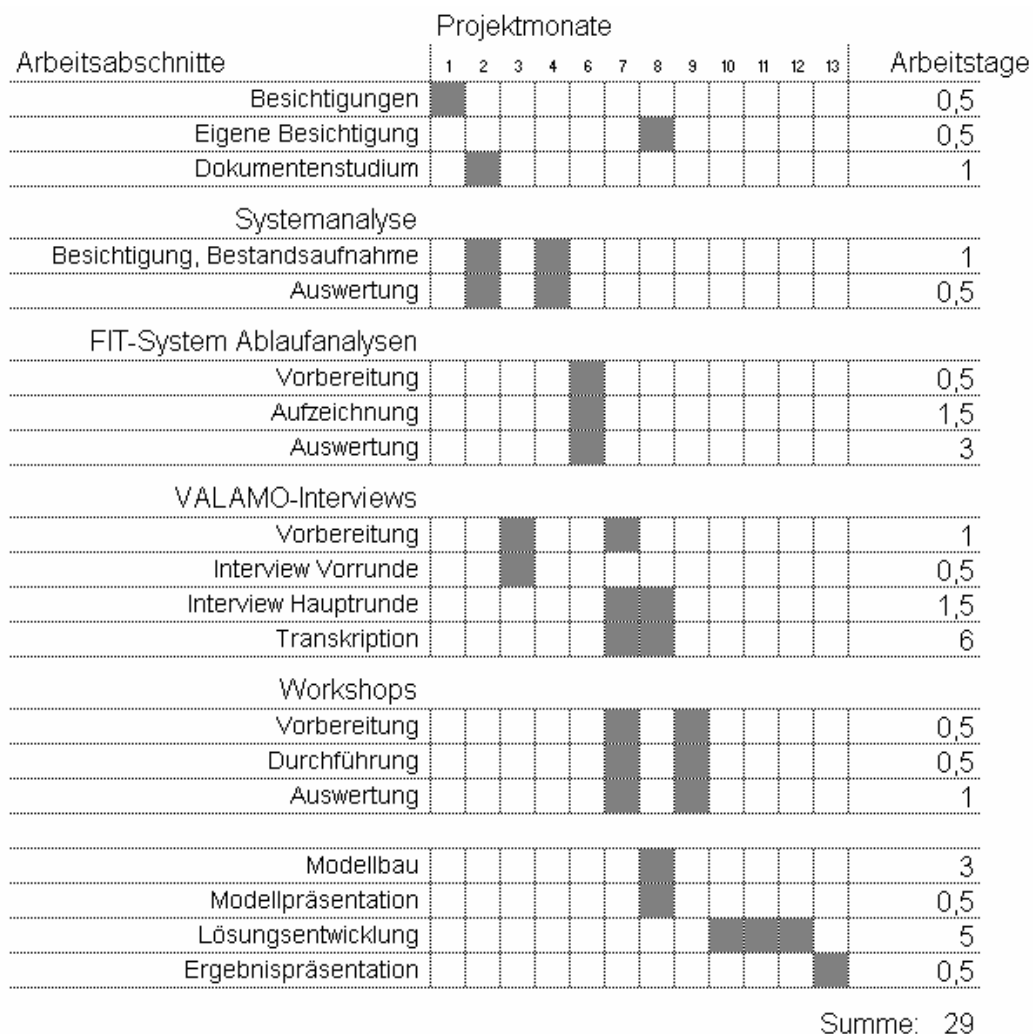 Projektmonate
Arbeitsabschnitte 1 2 3 4 6 7 8 9 10 11 12 13 Arbeitstage
Besichtigungen 0,5
Eigene Besichtigung 0,5
Dokumentenstudium 1
Systemanalyse
Besichtigung, Bestandsaufnahme 1
Auswertung 0,5
FIT-System Ablaufanalysen
Vorbereitung 0,5
Aufzeichnung 1,5
Auswertung 3
VALAMO-Interviews
Vorbereitung 1
Interview Vorrunde 0,5
Interview Hauptrunde 1,5
Transkription 6
Workshops
Vorbereitung 0,5
Durchführung 0,5
Auswertung 1
Modellbau 3
Modellpräsentation 0,5
Lösungsentwicklung 5
Ergebnispräsentation 0,5
Summe: 29